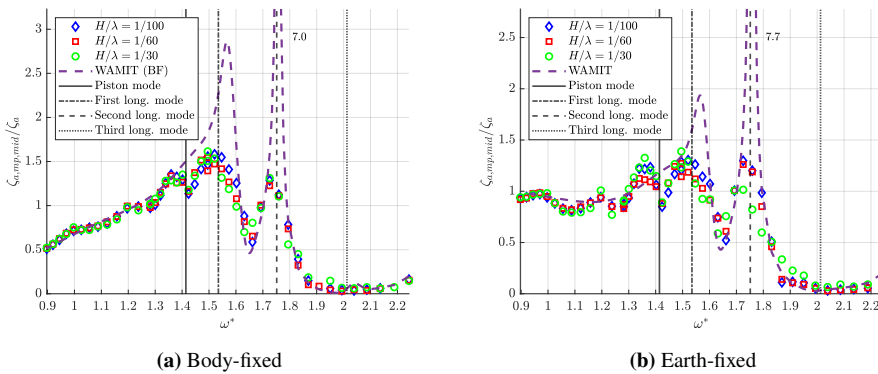 3
2.5
2
1.5
1
0.5
0
ζa,mp,mid/ζa
H/λ = 1/100
H/λ = 1/60
H/λ = 1/30
WAMIT (BF)
Piston mode
First long. mode
Second long. mode
Third long. mode
7.0
0.9 1 1.1 1.2 1.3 1.4 1.5 1.6 1.7 1.8 1.9 2 2.1 2.2
ω*
(a) Body-fixed
2.5
2
1.5
1
0.5
0
ζa,mp,mid/ζa
H/λ = 1/100
H/λ = 1/60
H/λ = 1/30
WAMIT
Piston mode
First long. mode
Second long. mode
Third long. mode
7.7
0.9 1 1.1 1.2 1.3 1.4 1.5 1.6 1.7 1.8 1.9 2 2.1 2.2
ω*
(b) Earth-fixed